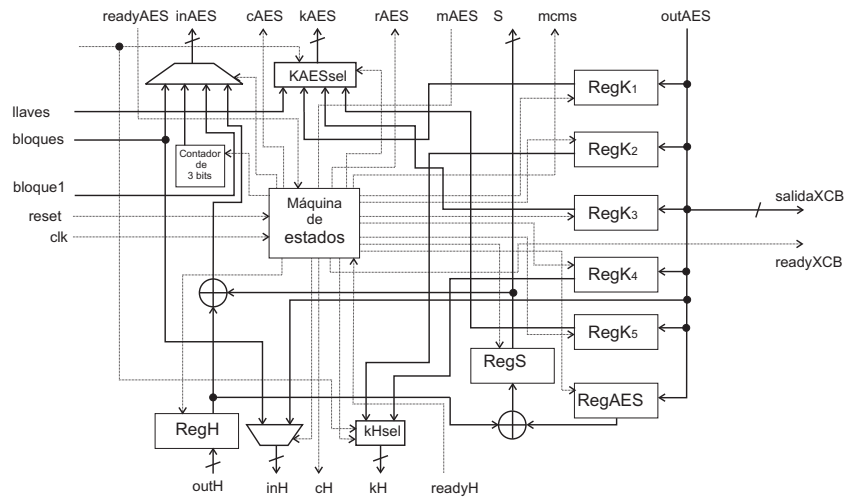 readyAES inAES cAES kAES rAES mAES S mcms outAES
KAESsel
RegK1
llaves
bloques
RegK2
Contador
de
3 bits
bloque1
Máquina
de
estados
RegK3
salidaXCB
reset
clk
readyXCB
RegK4
RegK5
RegS
RegAES
RegH
kHsel
outH inH cH kH readyH